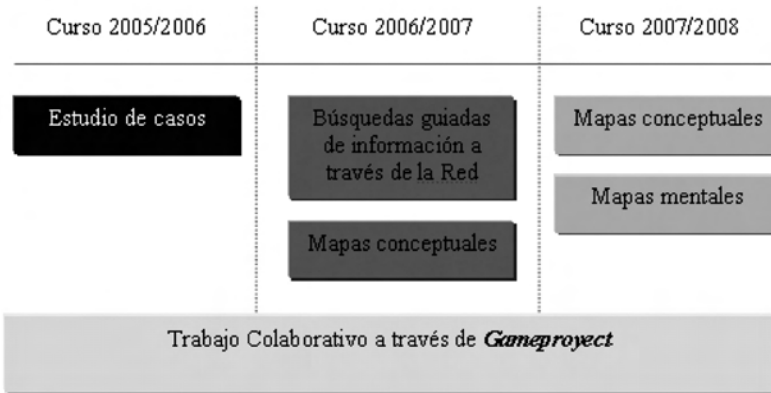 Curso 2005/2006
Curso 2006/2007
Curso 2007/2008
Estudio de casos
Búsquedas guiadas
de información a
través de la Red
Mapas conceptuales
Mapas conceptuales
Mapas mentales
Trabajo Colaborativo a través de Gameproyect